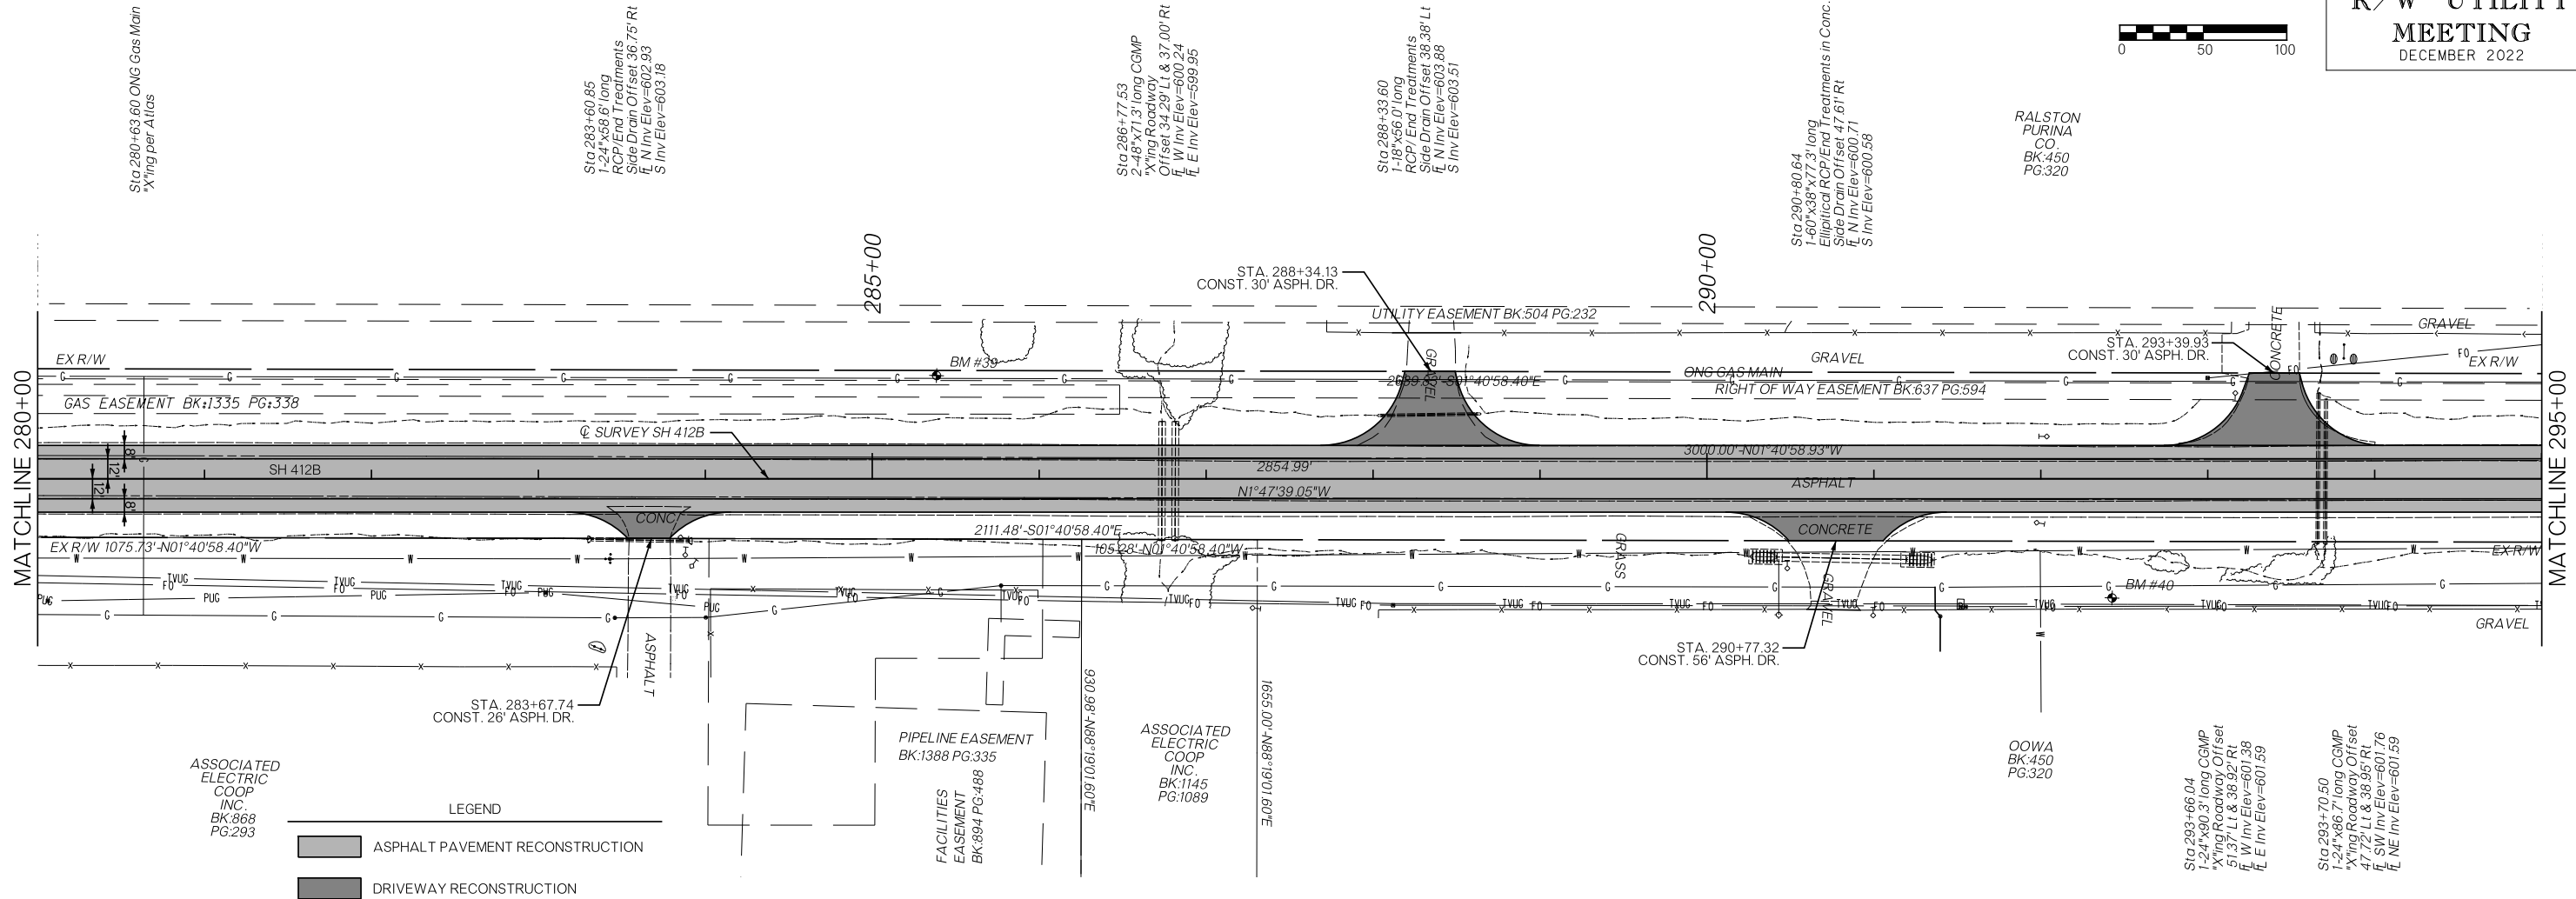 R/W UTILITY
MEETING
DECEMBER 2022
0 50 100
Sta 280+63.60 ONG Gas Main
"X"ing per Atlas
Sta 283+60.85
1-24"x58.6' long
RCP/End Treatments
Side Drain Offset 36.75' Rt
FL N Inv Elev=602.93
S Inv Elev=603.18
Sta 286+77.53
2-48"x71.3' long CGMP
"X"ing Roadway
Offset 34.29' Lt & 37.00' Rt
FL W Inv Elev=600.24
FL E Inv Elev=599.95
Sta 288+33.60
1-18"x56.0' long
RCP/ End Treatments
Side Drain Offset 38.38' Lt
FL N Inv Elev=603.88
S Inv Elev=603.51
Sta 290+80.64
1-60"x38"x77.3' long
Elliptical RCP/End Treatments in Conc.
Side Drain Offset 47.61' Rt
FL N Inv Elev=600.71
S Inv Elev=600.58
RALSTON
PURINA
CO.
BK:450
PG:320
285+00
290+00
STA. 288+34.13
CONST. 30' ASPH. DR.
UTILITY EASEMENT BK:504 PG:232
GRAVEL
STA. 293+39.93
CONST. 30' ASPH. DR.
CONCRETE
EX R/W
BM #39
GRAVEL
GRAVEL
FO
EX R/W
FO
G G G G G G G G G G G G G G
ONG GAS MAIN
2689.83'-S01°40'58.40"E
RIGHT OF WAY EASEMENT BK:637 PG:594
GAS EASEMENT BK:1335 PG:338
MATCHLINE 280+00
MATCHLINE 295+00
CL SURVEY SH 412B
8'
12'
12'
8'
G
SH 412B
2854.99'
3000.00'-N01°40'58.93"W
N1°47'39.05"W
ASPHALT
CONC
CONCRETE
2111.48'-S01°40'58.40"E
EX R/W 1075.73'-N01°40'58.40"W
105.28'-N01°40'58.40"W
EX R/W
W W W W W W W W W W W W W W
GRASS
GRAVEL
BM #40
TVUG FO PUG
G G G G G G G G G G G G
GRAVEL
ASPHALT
STA. 290+77.32
CONST. 56' ASPH. DR.
STA. 283+67.74
CONST. 26' ASPH. DR.
930.98'-N88°19'01.60"E
1655.00'-N88°19'01.60"E
PIPELINE EASEMENT
BK:1388 PG:335
FACILITIES
EASEMENT
BK:894 PG:488
ASSOCIATED
ELECTRIC
COOP
INC.
BK:1145
PG:1089
ASSOCIATED
ELECTRIC
COOP
INC.
BK:868
PG:293
OOWA
BK:450
PG:320
Sta 293+66.04
1-24"x90.3' long CGMP
"X"ing Roadway Offset
51.37' Lt & 38.92' Rt
FL W Inv Elev=601.38
FL E Inv Elev=601.59
Sta 293+70.50
1-24"x86.7' long CGMP
"X"ing Roadway Offset
47.72' Lt & 38.95' Rt
FL SW Inv Elev=601.76
FL NE Inv Elev=601.59
LEGEND
ASPHALT PAVEMENT RECONSTRUCTION
DRIVEWAY RECONSTRUCTION